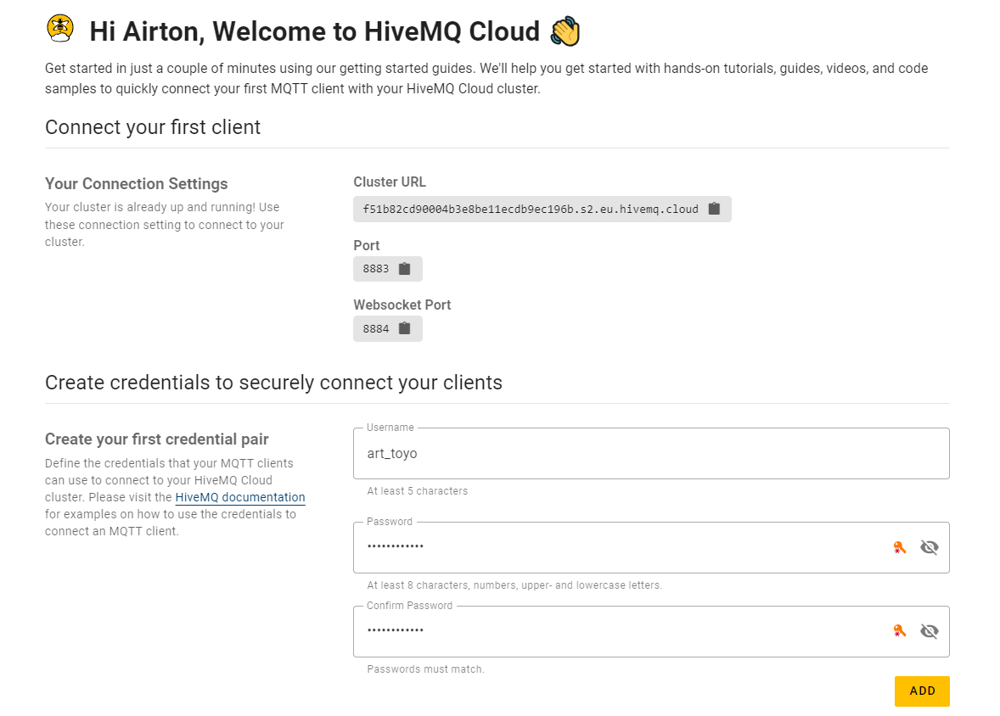 Hi Airton, Welcome to HiveMQ Cloud 👋
Get started in just a couple of minutes using our getting started guides. We'll help you get started with hands-on tutorials, guides, videos, and code
samples to quickly connect your first MQTT client with your HiveMQ Cloud cluster.
Connect your first client
Your Connection Settings
Your cluster is already up and running! Use
these connection setting to connect to your
cluster.
Cluster URL
f51b82cd90004b3e8be11ecdb9ec196b.s2.eu.hivemq.cloud
Port
8883
Websocket Port
8884
Create credentials to securely connect your clients
Create your first credential pair
Define the credentials that your MQTT clients
can use to connect to your HiveMQ Cloud
cluster. Please visit the HiveMQ documentation
for examples on how to use the credentials to
connect an MQTT client.
Username
art_toyo
At least 5 characters
Password
••••••••••••
At least 8 characters, numbers, upper- and lowercase letters.
Confirm Password
••••••••••••
Passwords must match.
ADD